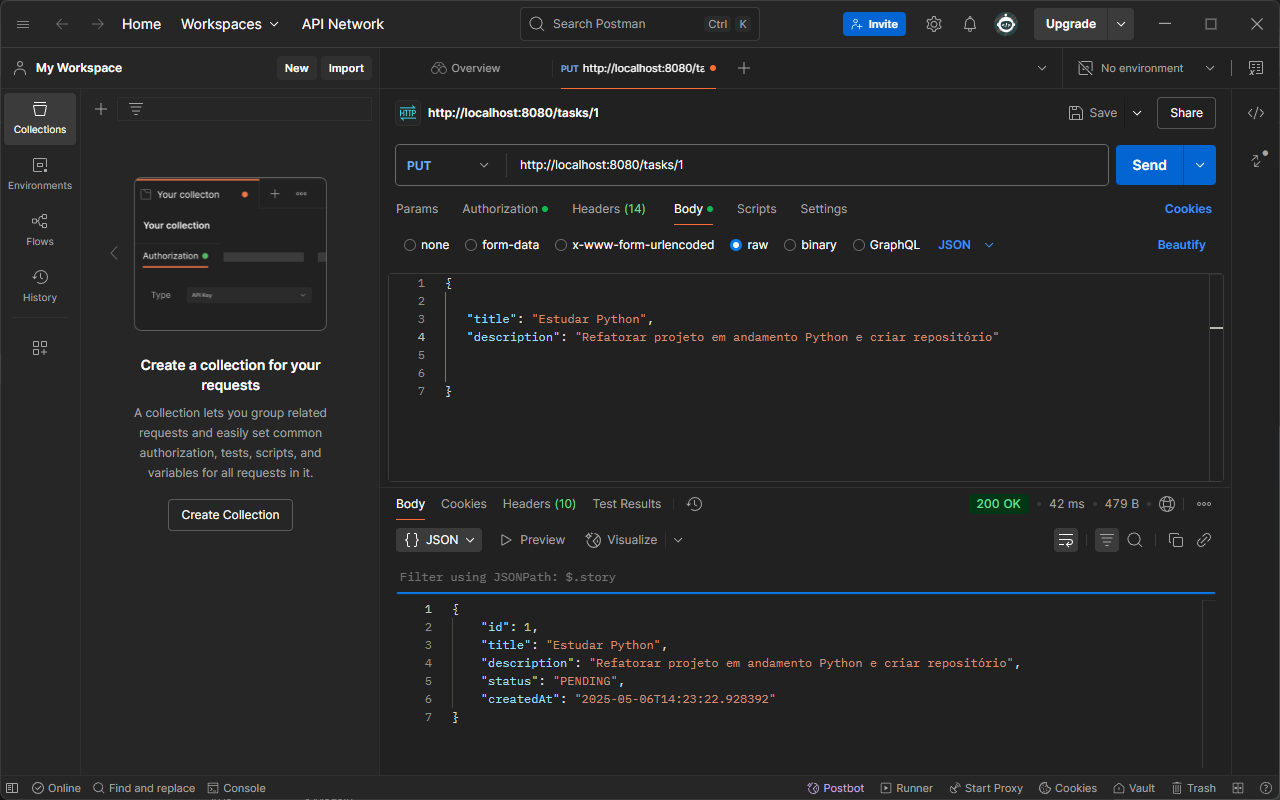 Home Workspaces API Network Search Postman Ctrl K Invite Upgrade
My Workspace New Import Overview PUT http://localhost:8080/ta No environment
HTTP http://localhost:8080/tasks/1 Save Share
Collections
Environments
Flows
History
Your collecton
Your collection
Authorization
Type API Key
Create a collection for your
requests
A collection lets you group related
requests and easily set common
authorization, tests, scripts, and
variables for all requests in it.
Create Collection
PUT http://localhost:8080/tasks/1 Send
Params Authorization Headers (14) Body Scripts Settings Cookies
none form-data x-www-form-urlencoded raw binary GraphQL JSON Beautify
1 {
2
3 "title": "Estudar Python",
4 "description": "Refatorar projeto em andamento Python e criar repositório"
5
6
7 }
Body Cookies Headers (10) Test Results 200 OK 42 ms 479 B
{} JSON Preview Visualize
Filter using JSONPath: $.story
1 {
2 "id": 1,
3 "title": "Estudar Python",
4 "description": "Refatorar projeto em andamento Python e criar repositório",
5 "status": "PENDING",
6 "createdAt": "2025-05-06T14:23:22.928392"
7 }
Online Find and replace Console Postbot Runner Start Proxy Cookies Vault Trash